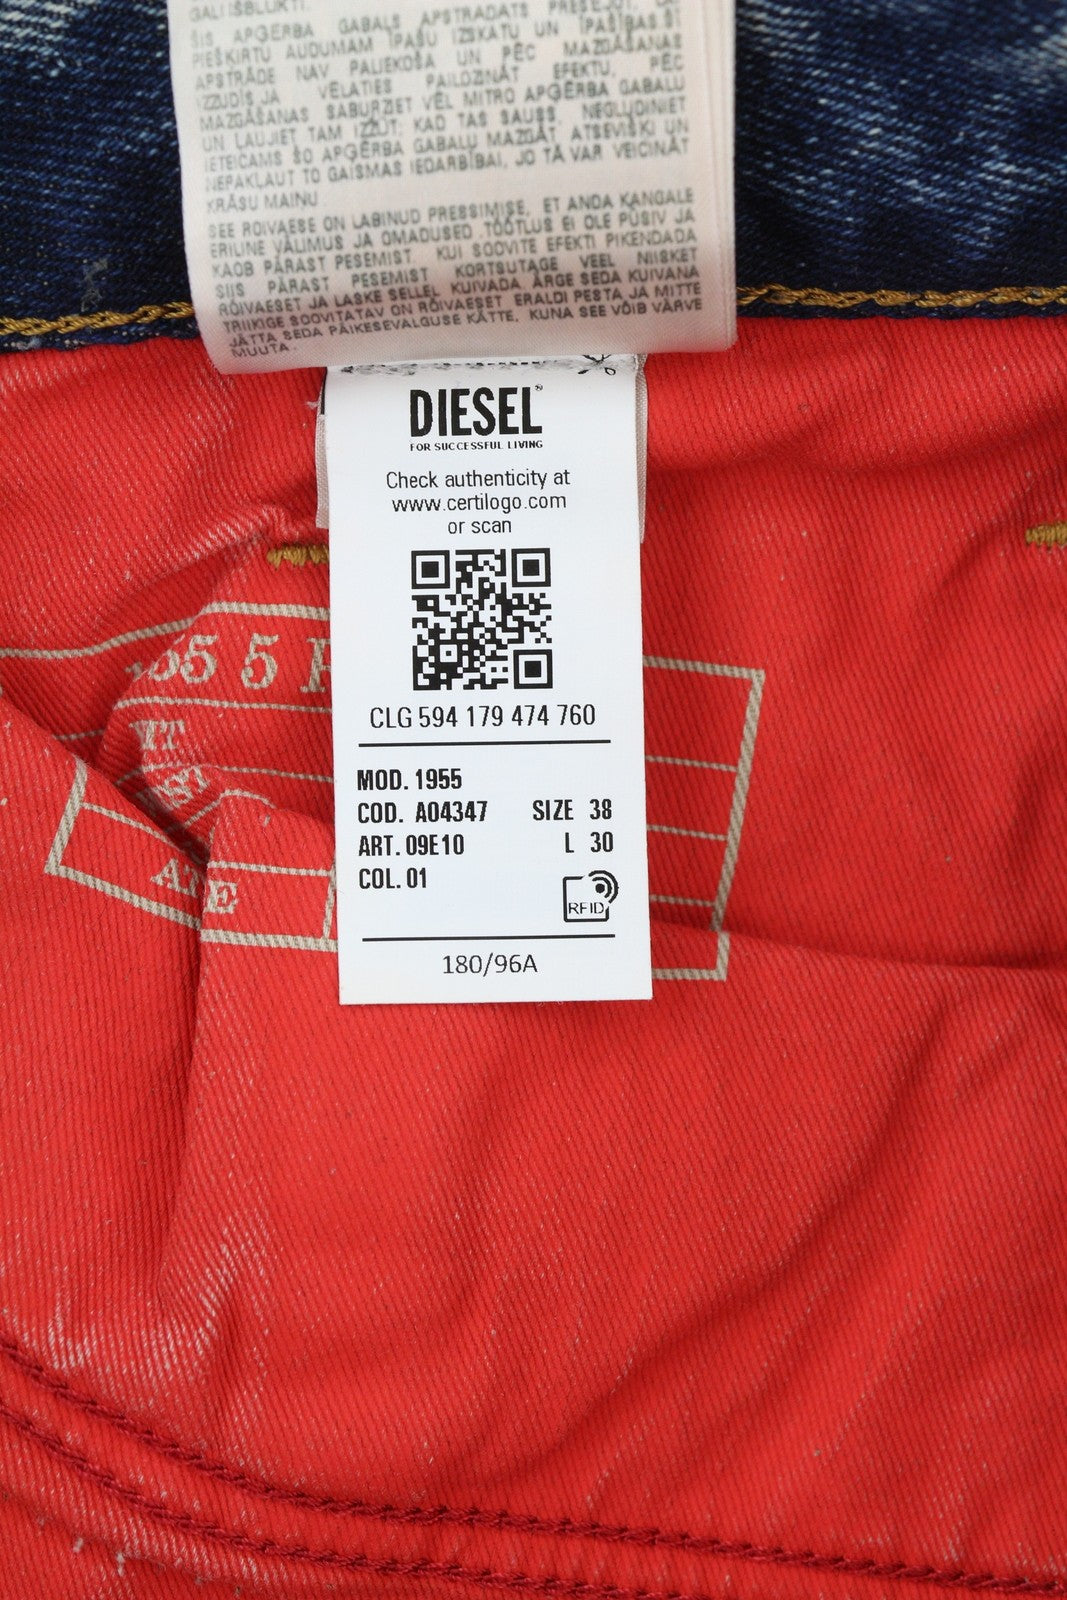 GALIIŠBLUKTI.
ŠIS APĢĒRBA GABALS APSTRĀDĀTS PRESĒJOT, LAI
PIEŠĶIRTU AUDUMAM ĪPAŠU IZSKATU UN ĪPAŠĪBAS. ŠĪ
APSTRĀDE NAV PALIEKOŠA UN PĒC MAZGĀŠANAS
IZZUDĪS. JA VĒLATIES PAILDZINĀT EFEKTU, PĒC
MAZGĀŠANAS SABURZIET VĒL MITRO APĢĒRBA GABALU
UN ĻAUJIET TAM IZŽŪT; KAD TAS SAUSS, NEGLUDINIET
IETEICAMS ŠO APĢĒRBA GABALU MAZGĀT ATSEVIŠĶI UN
NEPAKĻAUT TO GAISMAS IEDARBĪBAI, JO TĀ VAR VEICINĀT
KRĀSU MAIŅU.
SEE RÕIVAESE ON LÄBINUD PRESSIMISE, ET ANDA KANGALE
ERILINE VÄLIMUS JA OMADUSED. TÖÖTLUS EI OLE PÜSIV JA
KAOB PÄRAST PESEMIST. KUI SOOVITE EFEKTI PIKENDADA
SIIS PÄRAST PESEMIST KORTSUTAGE VEEL NIISKET
RÕIVAESET JA LASKE SELLEL KUIVADA. ÄRGE SEDA KUIVANA
TRIIKIGE SOOVITATAV ON RÕIVAESET ERALDI PESTA JA MITTE
JÄTTA SEDA PÄIKESEVALGUSE KÄTTE, KUNA SEE VÕIB VÄRVE
MUUTA.
DIESEL®
FOR SUCCESSFUL LIVING
Check authenticity at
www.certilogo.com
or scan
CLG 594 179 474 760
MOD. 1955
COD. A04347 SIZE 38
ART. 09E10 L 30
COL. 01
RFID
180/96A
55 5